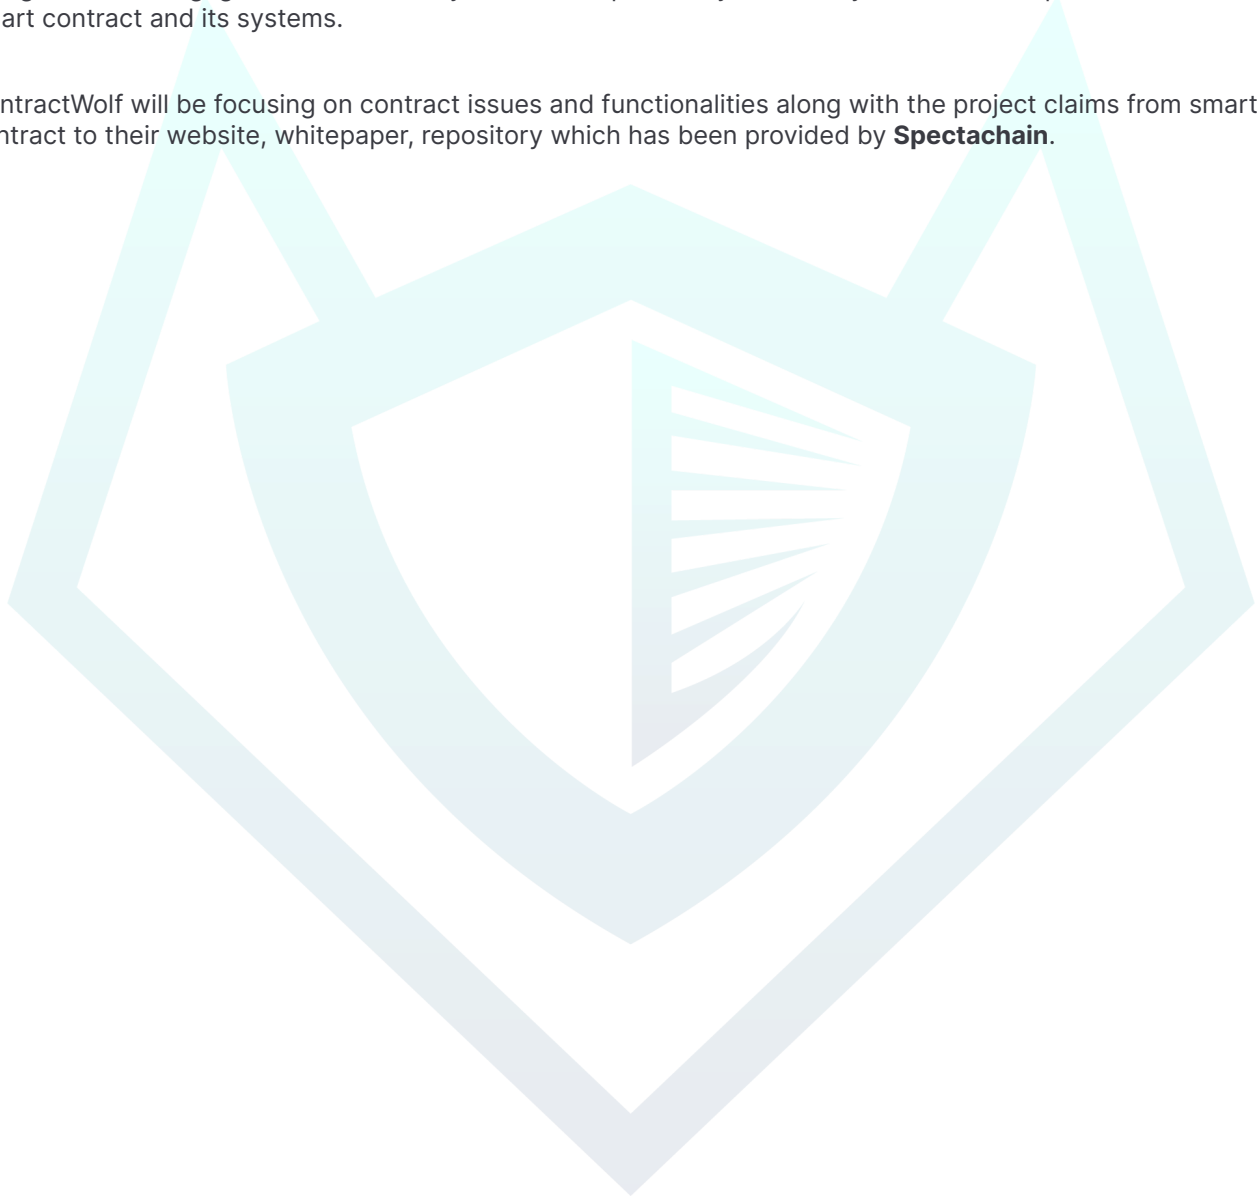 art contract and its systems.
ntractWolf will be focusing on contract issues and functionalities along with the project claims from smart
ntract to their website, whitepaper, repository which has been provided by Spectachain.